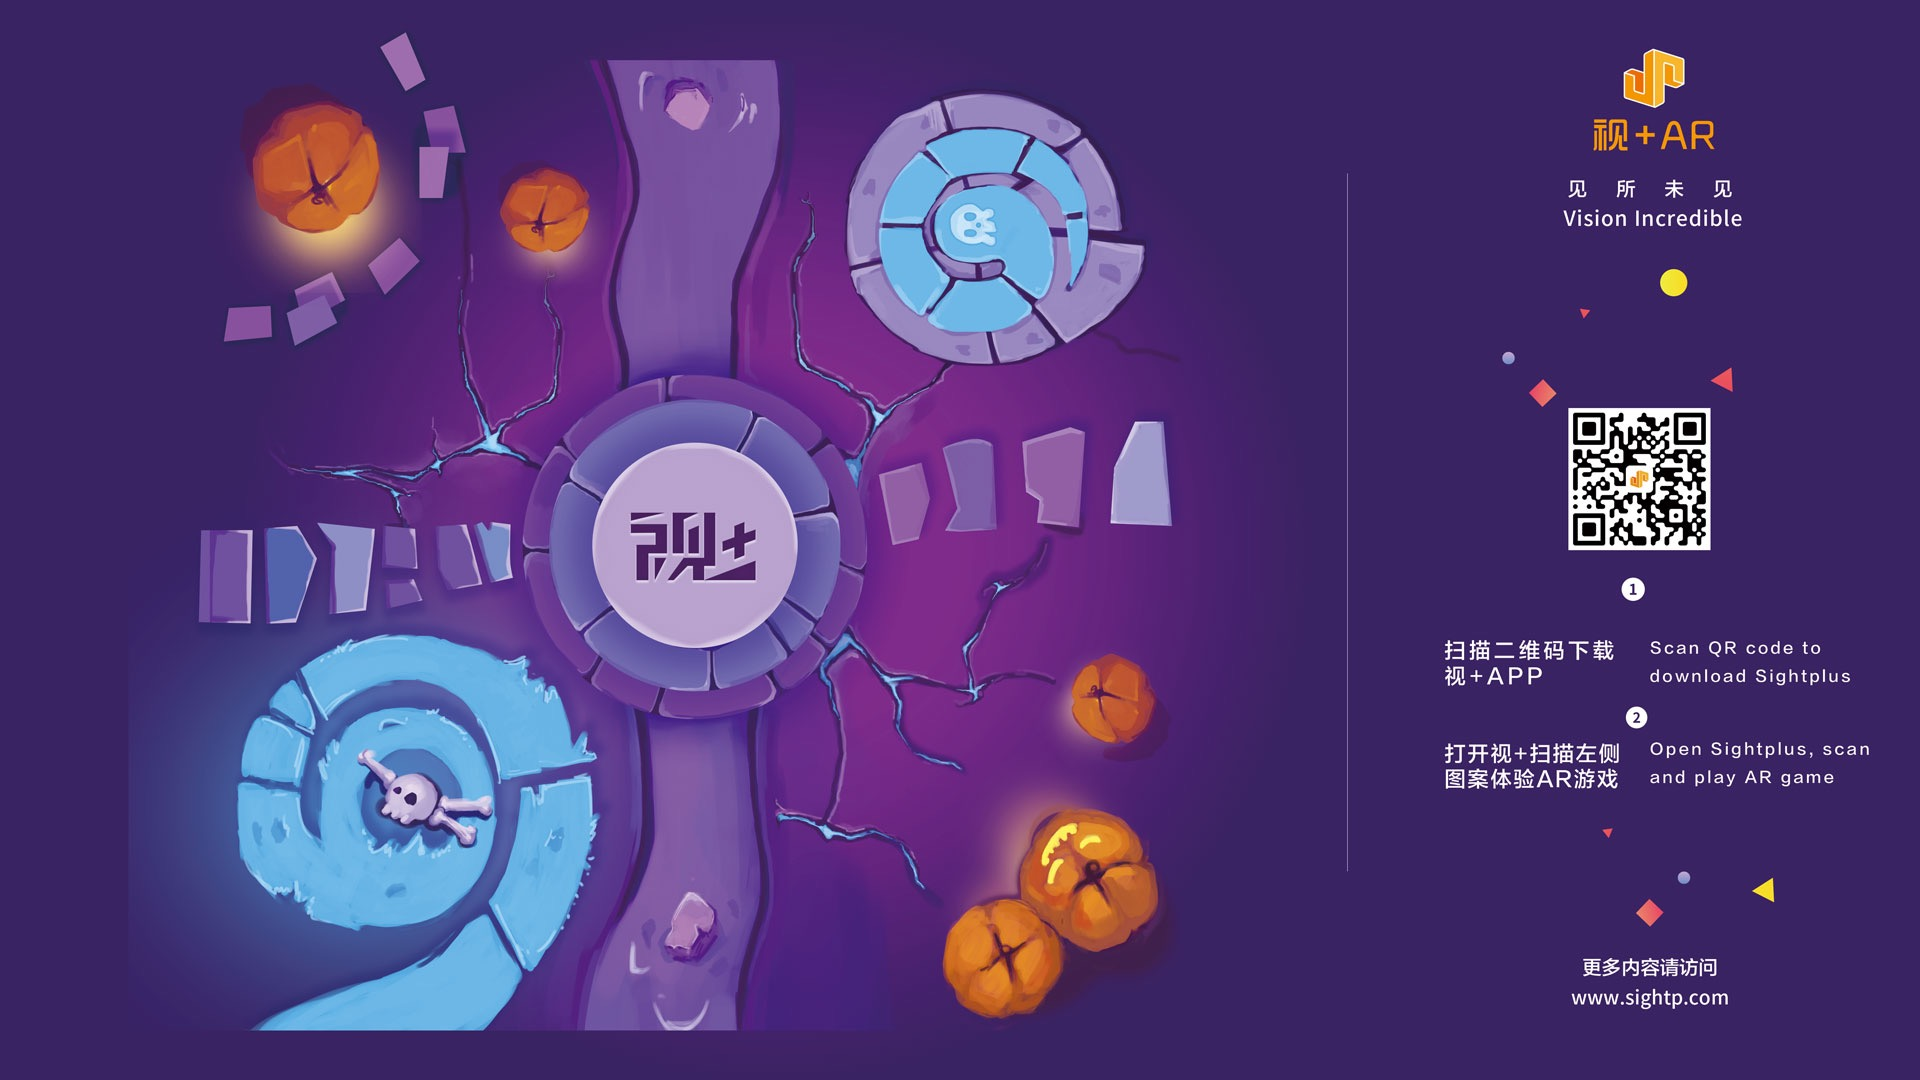 视+
视+AR
见所未见
Vision Incredible
1
扫描二维码下载
视+APP
Scan QR code to
download Sightplus
2
打开视+扫描左侧
图案体验AR游戏
Open Sightplus, scan
and play AR game
更多内容请访问
www.sightp.com